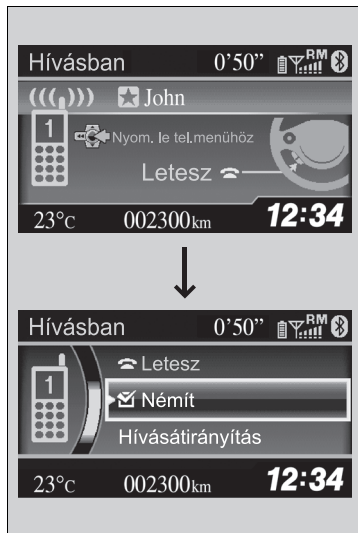 Hívásban 0’50” RM
John
1 Nyom. le tel.menühöz
Letesz
23°C 002300km 12:34
Hívásban 0’50” RM
Letesz
1 Némít
Hívásátirányítás
23°C 002300km 12:34